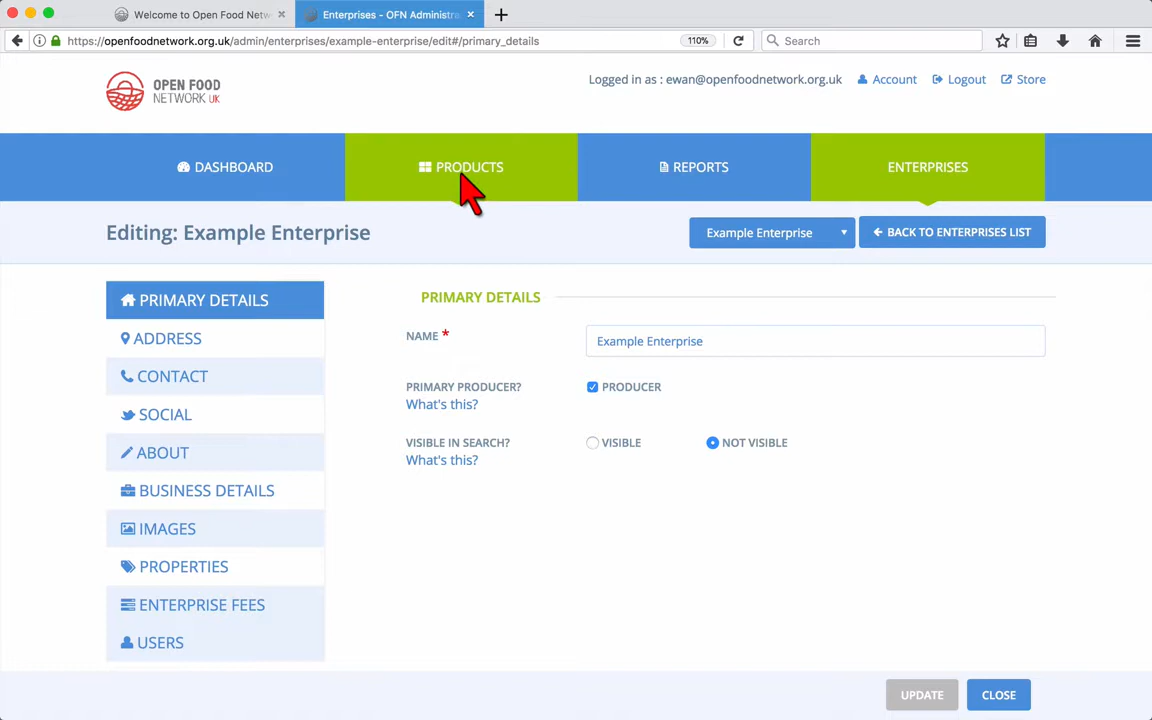 Welcome to Open Food Netw
Enterprises - OFN Administra
https://openfoodnetwork.org.uk/admin/enterprises/example-enterprise/edit#/primary_details
110%
Search
OPEN FOOD
NETWORK UK
Logged in as : ewan@openfoodnetwork.org.uk
Account
Logout
Store
DASHBOARD
PRODUCTS
REPORTS
ENTERPRISES
Editing: Example Enterprise
Example Enterprise
BACK TO ENTERPRISES LIST
PRIMARY DETAILS
ADDRESS
CONTACT
SOCIAL
ABOUT
BUSINESS DETAILS
IMAGES
PROPERTIES
ENTERPRISE FEES
USERS
PRIMARY DETAILS
NAME *
Example Enterprise
PRIMARY PRODUCER?
What's this?
PRODUCER
VISIBLE IN SEARCH?
What's this?
VISIBLE
NOT VISIBLE
UPDATE
CLOSE